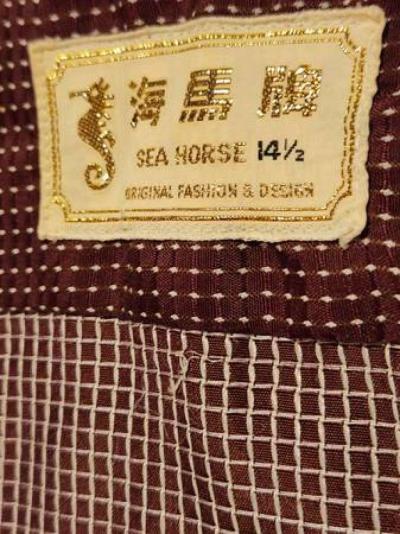 海馬牌
SEA HORSE 14½
ORIGINAL FASHION & DESIGN